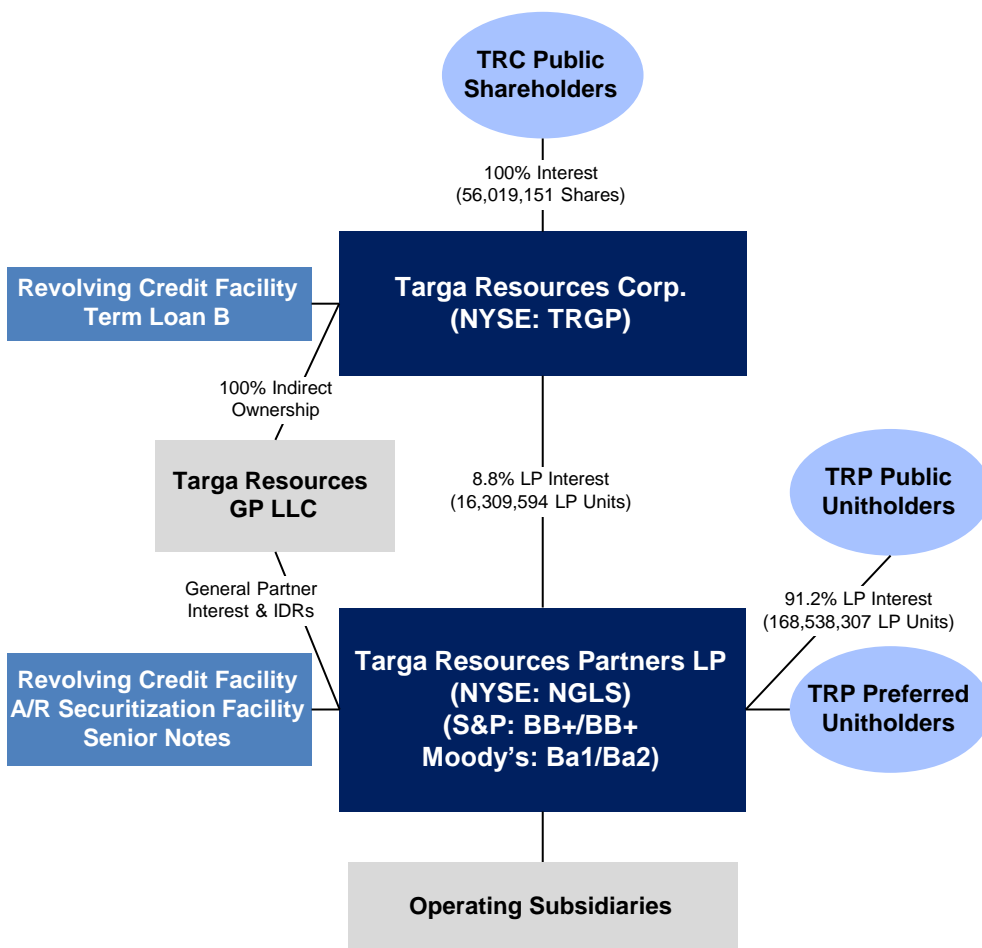 TRC Public
Shareholders
100% Interest
(56,019,151 Shares)
Revolving Credit Facility
Term Loan B
Targa Resources Corp.
(NYSE: TRGP)
100% Indirect
Ownership
Targa Resources
GP LLC
8.8% LP Interest
(16,309,594 LP Units)
TRP Public
Unitholders
General Partner
Interest & IDRs
91.2% LP Interest
(168,538,307 LP Units)
Revolving Credit Facility
A/R Securitization Facility
Senior Notes
Targa Resources Partners LP
(NYSE: NGLS)
(S&P: BB+/BB+
Moody’s: Ba1/Ba2)
TRP Preferred
Unitholders
Operating Subsidiaries